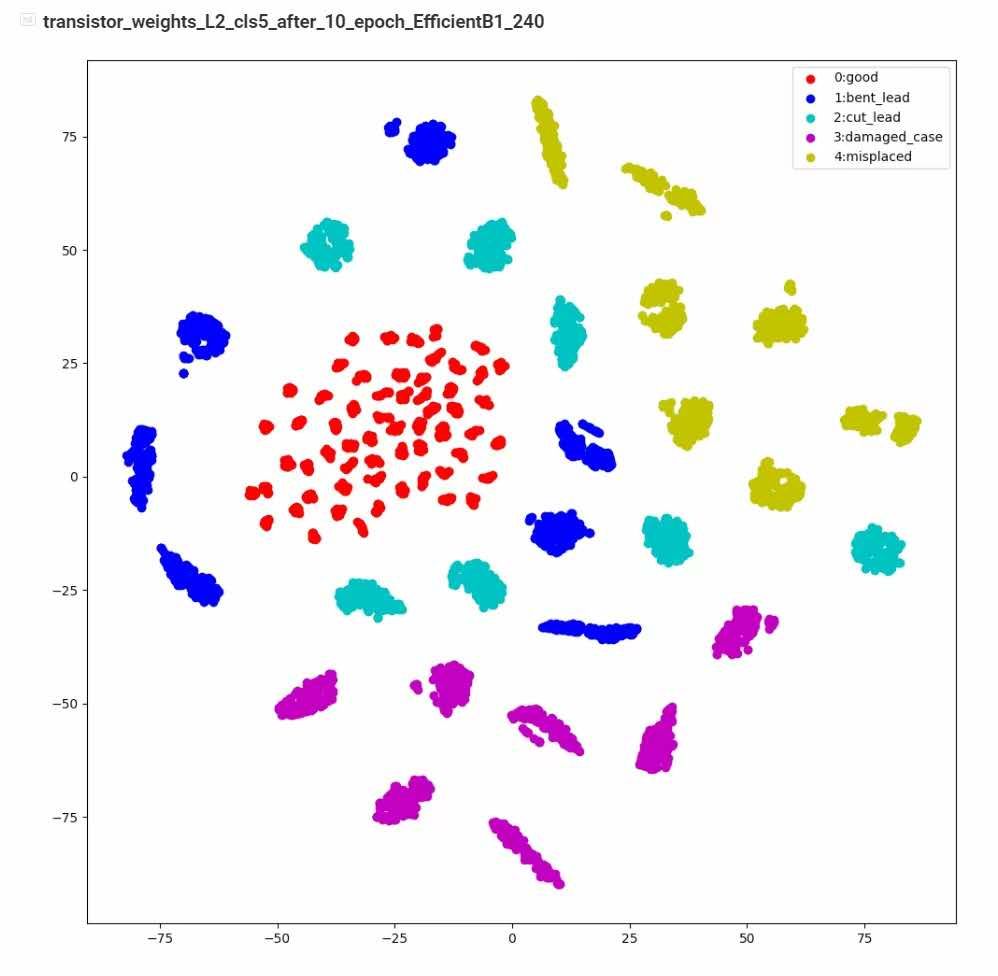 transistor_weights_L2_cls5_after_10_epoch_EfficientB1_240
0:good
1:bent_lead
2:cut_lead
3:damaged_case
4:misplaced
75
50
25
0
−25
−50
−75
−75 −50 −25 0 25 50 75